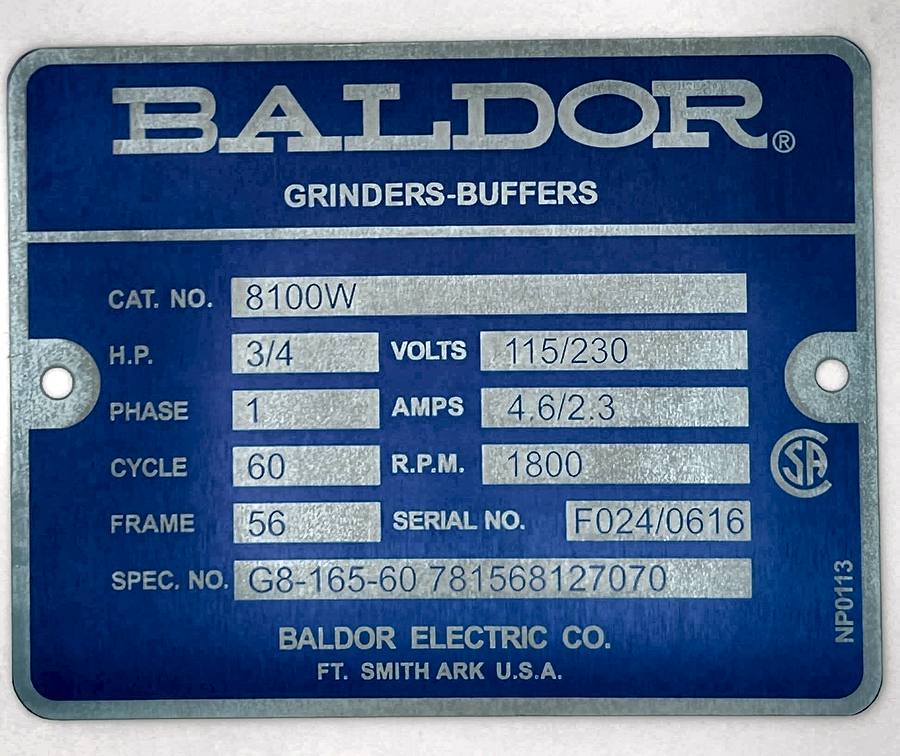 BALDOR®
GRINDERS-BUFFERS
CAT. NO. 8100W
H.P. 3/4 VOLTS 115/230
PHASE 1 AMPS 4.6/2.3
CYCLE 60 R.P.M. 1800
FRAME 56 SERIAL NO. F024/0616
SPEC. NO. G8-165-60 781568127070
BALDOR ELECTRIC CO.
FT. SMITH ARK U.S.A.
CSA
NP0113